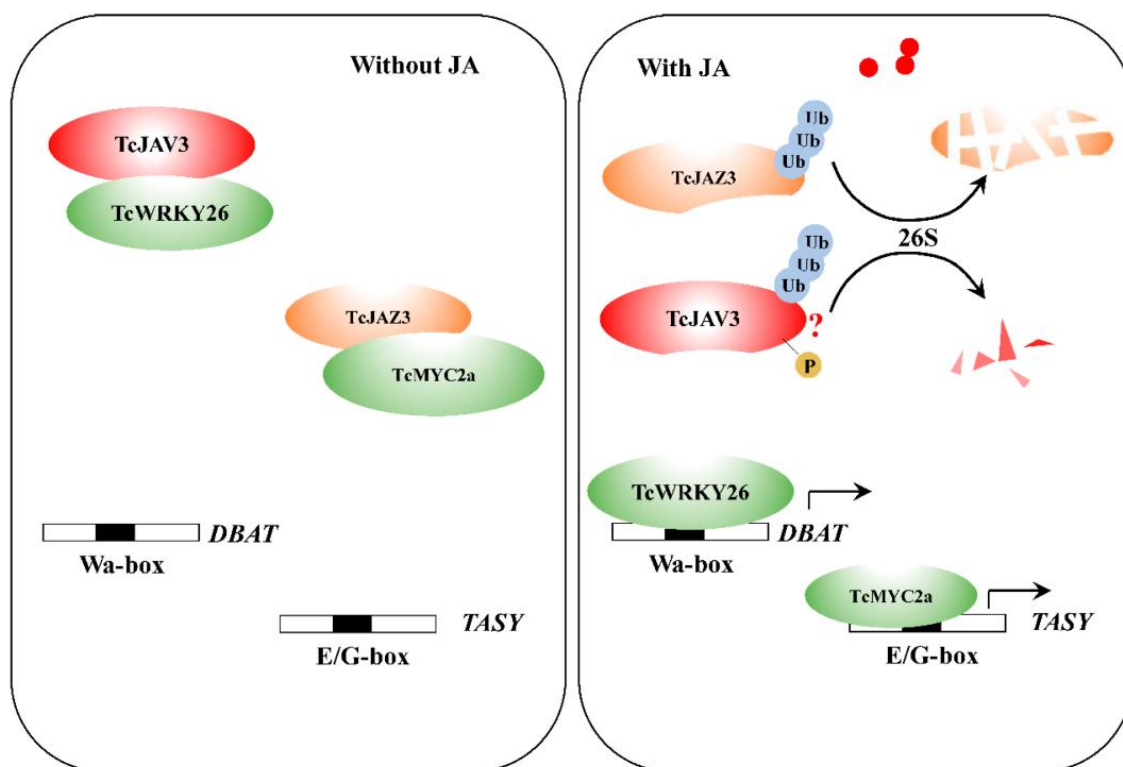 Without JA
TcJAV3
TcWRKY26
TcJAZ3
TcMYC2a
DBAT
Wa-box
TASY
E/G-box
With JA
Ub
Ub
Ub
TcJAZ3
26S
Ub
Ub
Ub
TcJAV3
?
P
TcWRKY26
DBAT
Wa-box
TcMYC2a
TASY
E/G-box